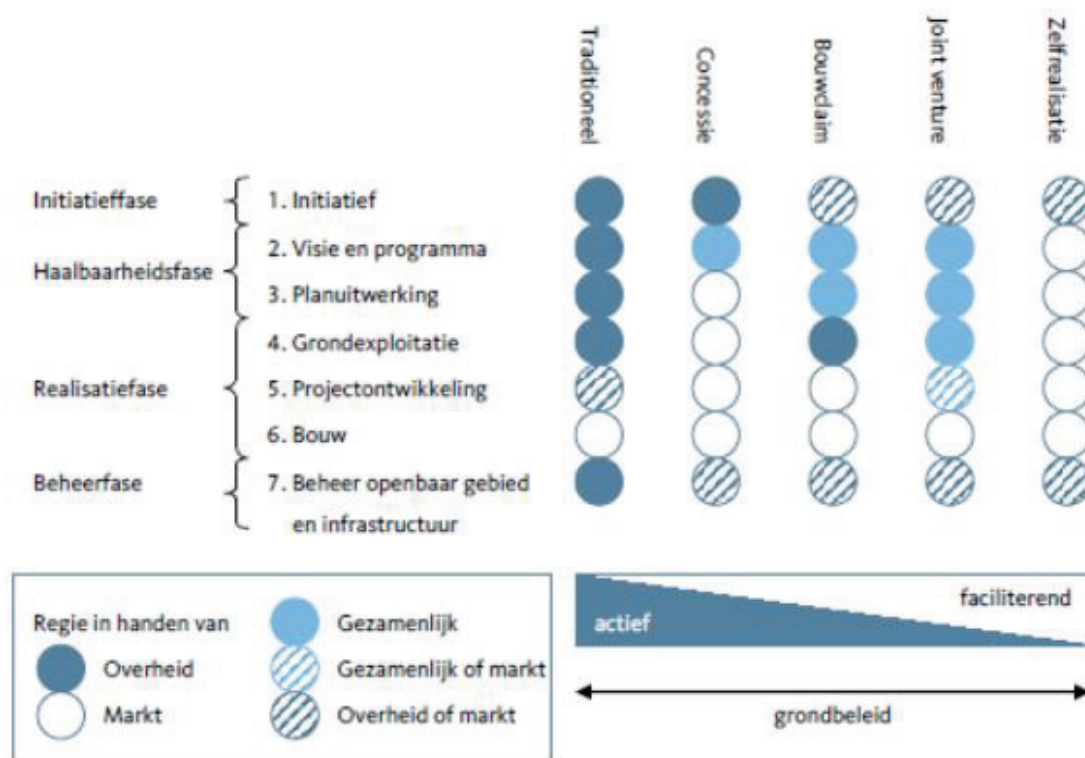 Traditioneel
Concessie
Bouwclaim
Joint venture
Zelfrealisatie
Initiatieffase
1. Initiatief
Haalbaarheidsfase
2. Visie en programma
3. Planuitwerking
Realisatiefase
4. Grondexploitatie
5. Projectontwikkeling
6. Bouw
Beheerfase
7. Beheer openbaar gebied
en infrastructuur
Regie in handen van
Overheid
Markt
Gezamenlijk
Gezamenlijk of markt
Overheid of markt
actief
faciliterend
grondbeleid